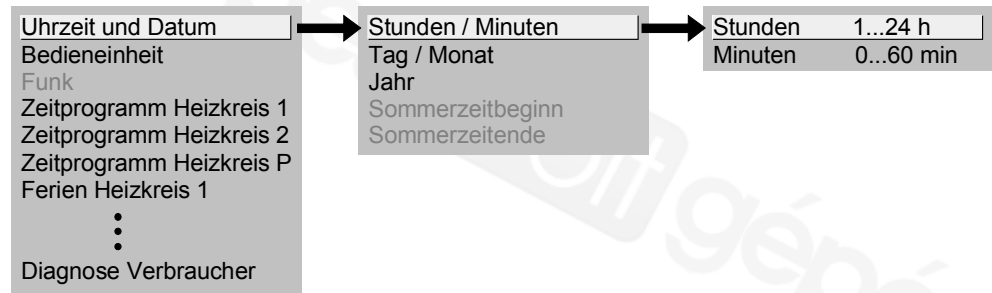 Uhrzeit und Datum
Bedieneinheit
Funk
Zeitprogramm Heizkreis 1
Zeitprogramm Heizkreis 2
Zeitprogramm Heizkreis P
Ferien Heizkreis 1
Diagnose Verbraucher
Stunden / Minuten
Tag / Monat
Jahr
Sommerzeitbeginn
Sommerzeitende
Stunden 1...24 h
Minuten 0...60 min